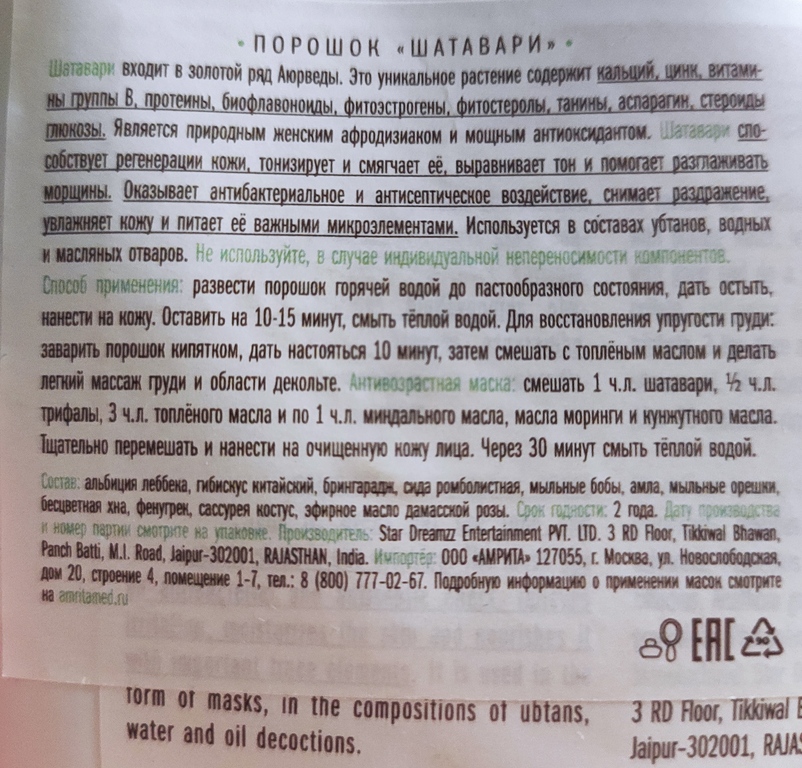 • ПОРОШОК «ШАТАВАРИ» •
Шатавари входит в золотой ряд Аюрведы. Это уникальное растение содержит кальций, цинк, витами-
ны группы В, протеины, биофлавоноиды, фитоэстрогены, фитостеролы, танины, аспарагин, стероиды
глюкозы. Является природным женским афродизиаком и мощным антиоксидантом. Шатавари спо-
собствует регенерации кожи, тонизирует и смягчает её, выравнивает тон и помогает разглаживать
морщины. Оказывает антибактериальное и антисептическое воздействие, снимает раздражение,
увлажняет кожу и питает её важными микроэлементами. Используется в составах убтанов, водных
и масляных отваров. Не используйте, в случае индивидуальной непереносимости компонентов.
Способ применения: развести порошок горячей водой до пастообразного состояния, дать остыть,
нанести на кожу. Оставить на 10-15 минут, смыть тёплой водой. Для восстановления упругости груди:
заварить порошок кипятком, дать настояться 10 минут, затем смешать с топлёным маслом и делать
легкий массаж груди и области декольте. Антивозрастная маска: смешать 1 ч.л. шатавари, ½ ч.л.
трифалы, 3 ч.л. топлёного масла и по 1 ч.л. миндального масла, масла моринги и кунжутного масла.
Тщательно перемешать и нанести на очищенную кожу лица. Через 30 минут смыть тёплой водой.
Состав: альбиция леббека, гибискус китайский, брингарадж, сида ромболистная, мыльные бобы, амла, мыльные орешки,
бесцветная хна, фенугрек, сассурея костус, эфирное масло дамасской розы. Срок годности: 2 года. Дату производства
и номер партии смотрите на упаковке. Производитель: Star Dreamzz Entertainment PVT. LTD. 3 RD Floor, Tikkiwal Bhawan,
Panch Batti, M.I. Road, Jaipur-302001, RAJASTHAN, India. Импортёр: ООО «АМРИТА» 127055, г. Москва, ул. Новослободская,
дом 20, строение 4, помещение 1-7, тел.: 8 (800) 777-02-67. Подробную информацию о применении масок смотрите
на amritamed.ru
EAC
form of masks, in the compositions of ubtans,
water and oil decoctions.
3 RD Floor, Tikkiwal
Jaipur-302001, RAJAS